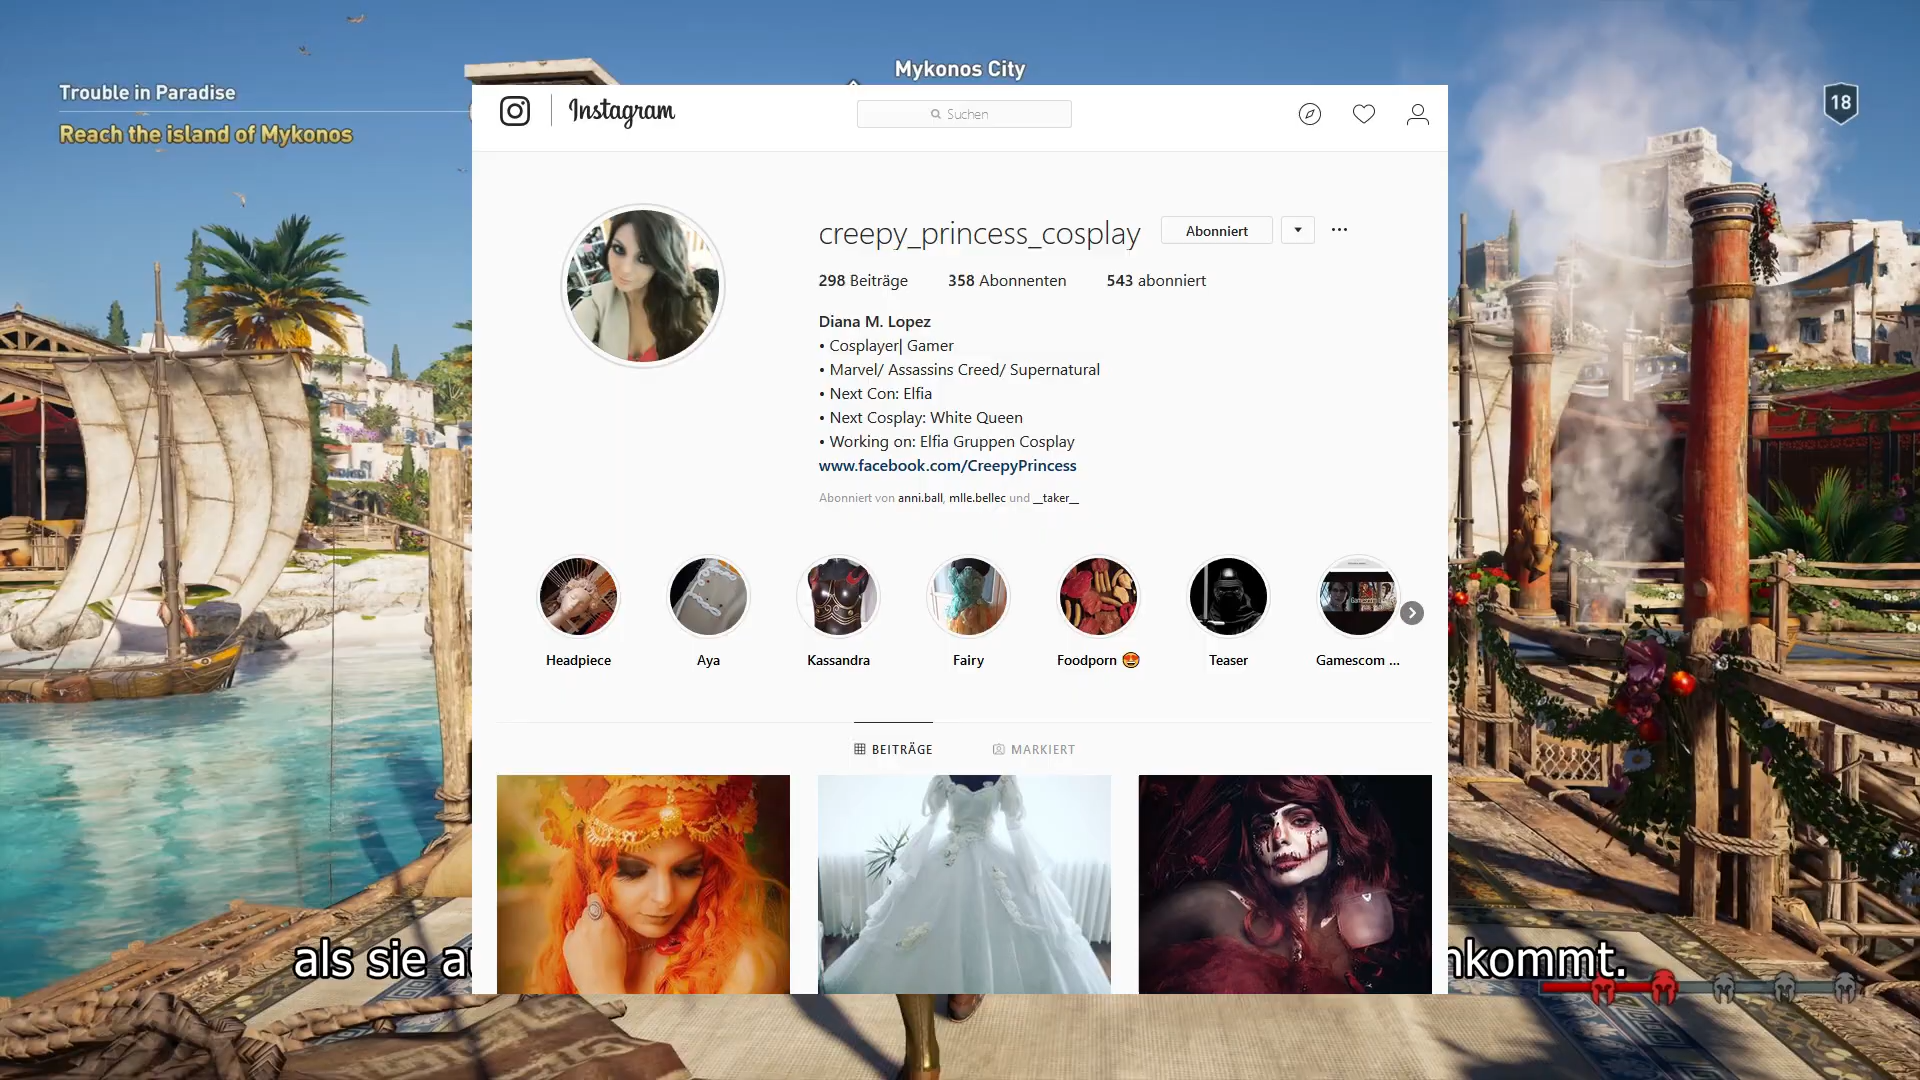 Mykonos City
Trouble in Paradise
Reach the island of Mykonos
18
Instagram
Suchen
creepy_princess_cosplay
Abonniert
298 Beiträge 358 Abonnenten 543 abonniert
Diana M. Lopez
• Cosplayer| Gamer
• Marvel/ Assassins Creed/ Supernatural
• Next Con: Elfia
• Next Cosplay: White Queen
• Working on: Elfia Gruppen Cosplay
www.facebook.com/CreepyPrincess
Abonniert von anni.ball, mlle.bellec und __taker__
Headpiece Aya Kassandra Fairy Foodporn Teaser Gamescom ...
BEITRÄGE MARKIERT
als sie